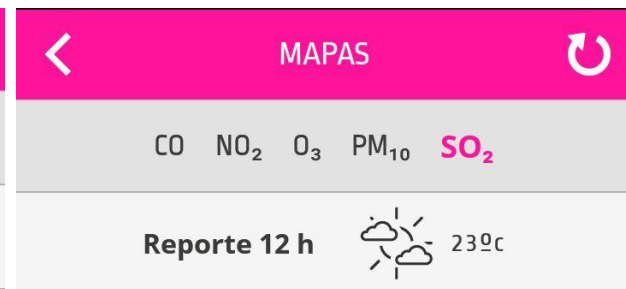 MAPAS
CO NO₂ O₃ PM₁₀ SO₂
Reporte 12 h 23ºc